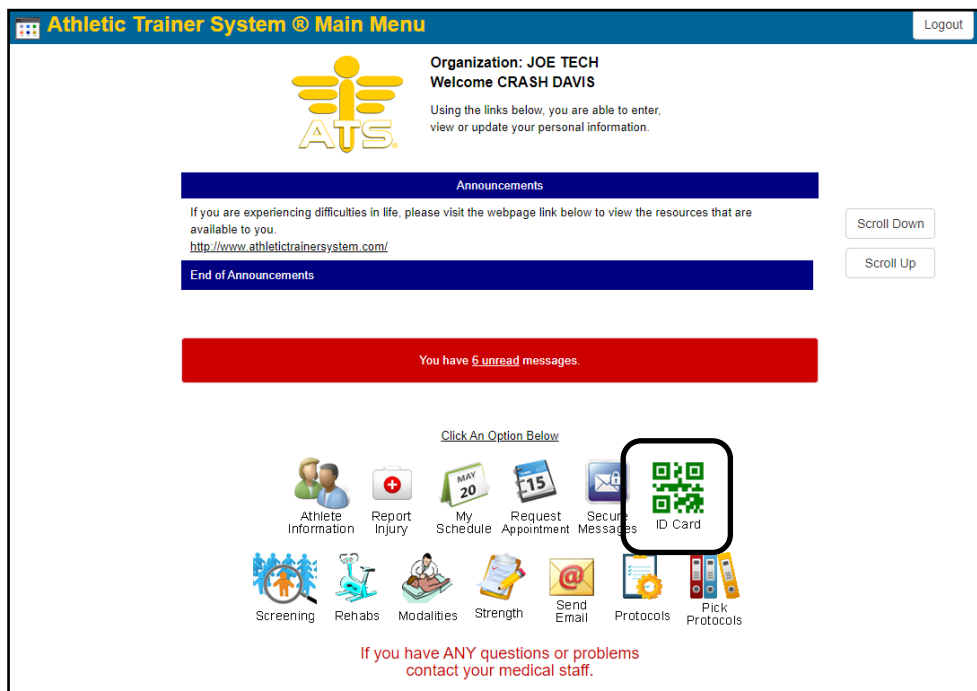 Athletic Trainer System ® Main Menu
Logout
Organization: JOE TECH
Welcome CRASH DAVIS
Using the links below, you are able to enter,
view or update your personal information.
ATS®
Announcements
If you are experiencing difficulties in life, please visit the webpage link below to view the resources that are
available to you.
http://www.athletictrainersystem.com/
End of Announcements
Scroll Down
Scroll Up
You have 6 unread messages.
Click An Option Below
MAY
20
15
Athlete
Information
Report
Injury
My
Schedule
Request
Appointment
Secure
Messages
ID Card
@
Screening
Rehabs
Modalities
Strength
Send
Email
Protocols
Pick
Protocols
If you have ANY questions or problems
contact your medical staff.